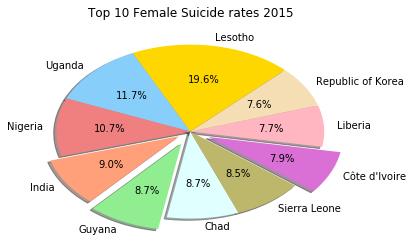 Top 10 Female Suicide rates 2015
Lesotho
19.6%
Uganda
11.7%
Republic of Korea
7.6%
Nigeria
10.7%
Liberia
7.7%
India
9.0%
Côte d'Ivoire
7.9%
Guyana
8.7%
Chad
8.7%
Sierra Leone
8.5%